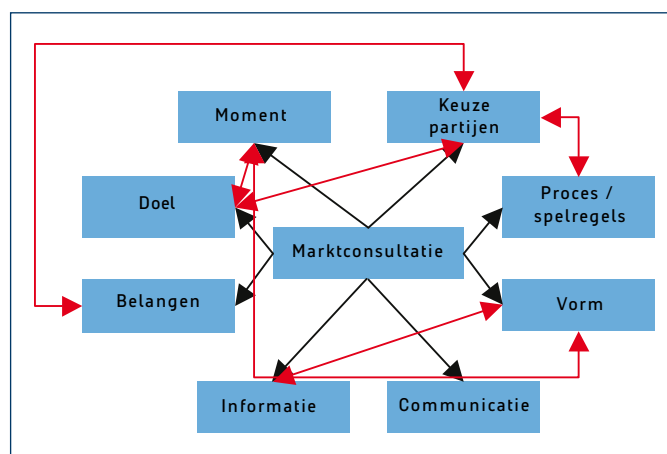 Moment
Keuze
partijen
Doel
Proces /
spelregels
Marktconsultatie
Belangen
Vorm
Informatie
Communicatie